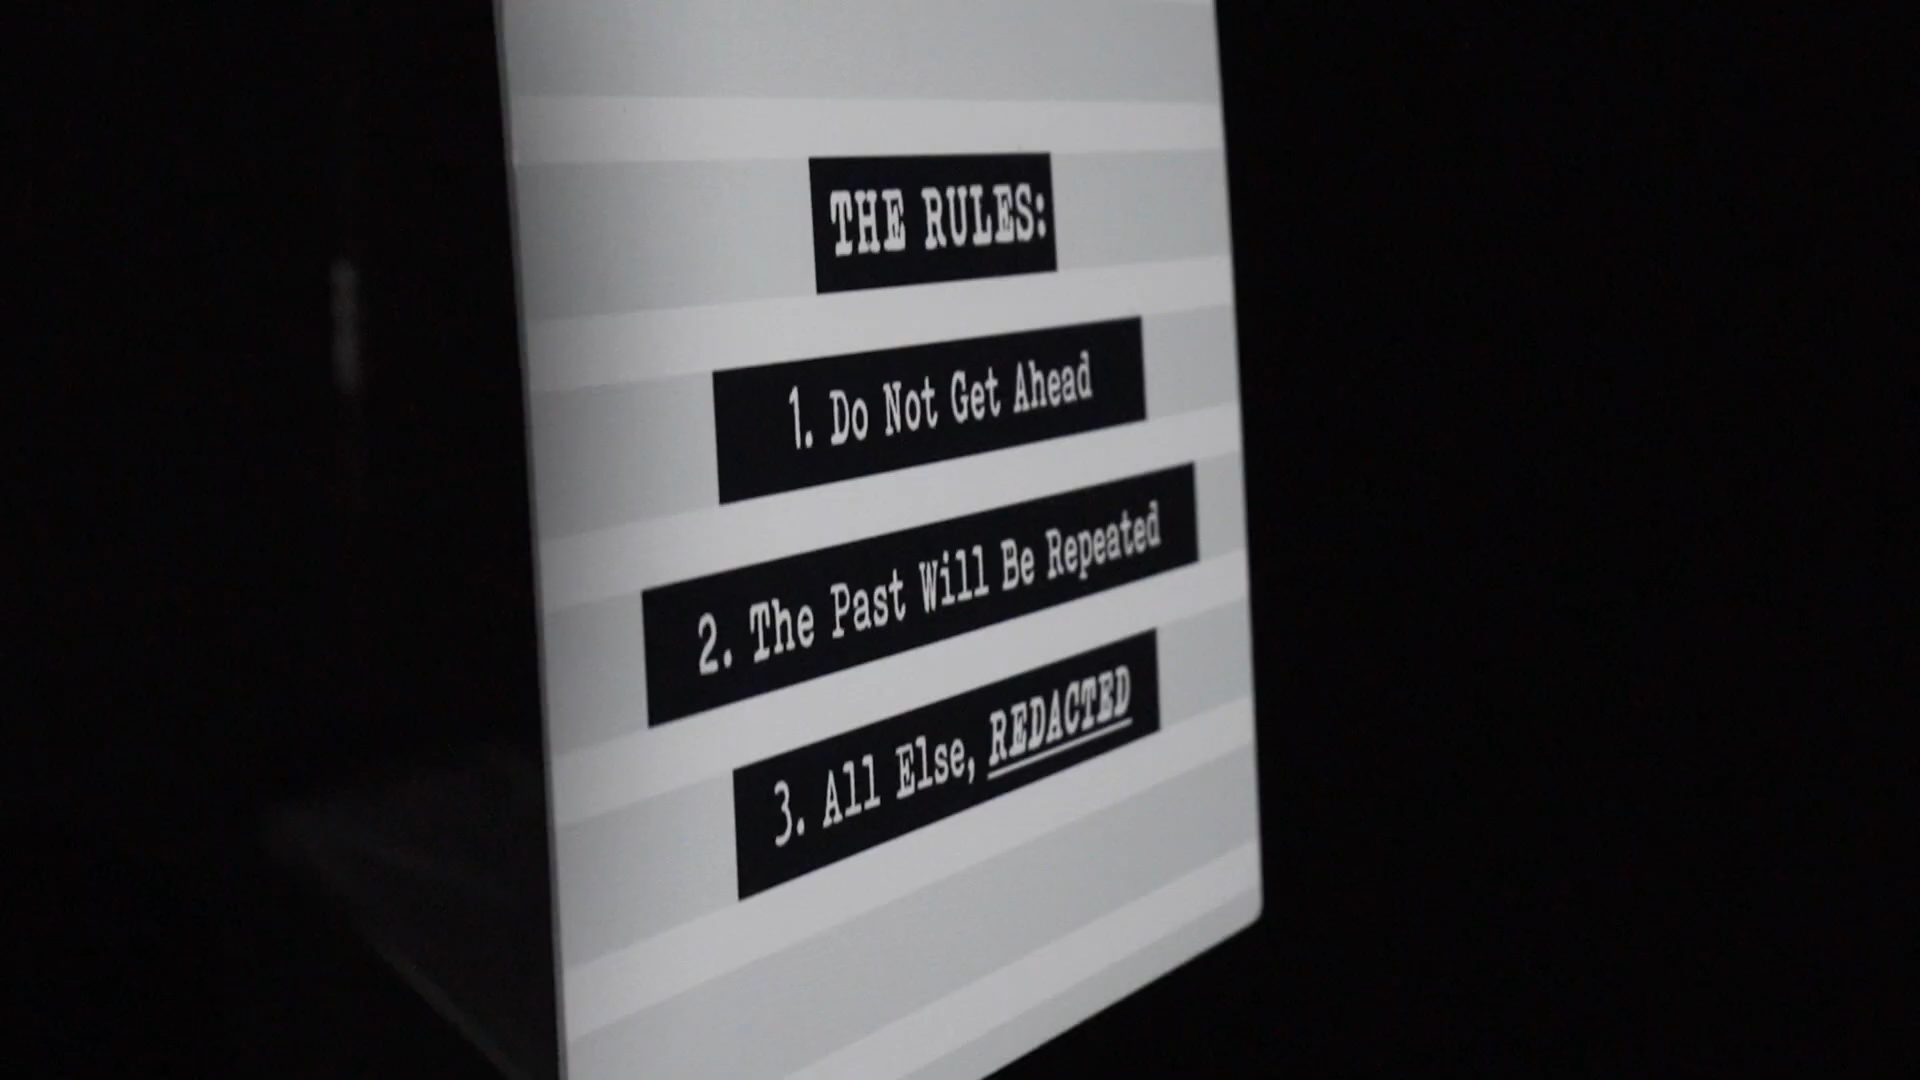 THE RULES:
1. Do Not Get Ahead
2. The Past Will Be Repeated
3. All Else, REDACTED